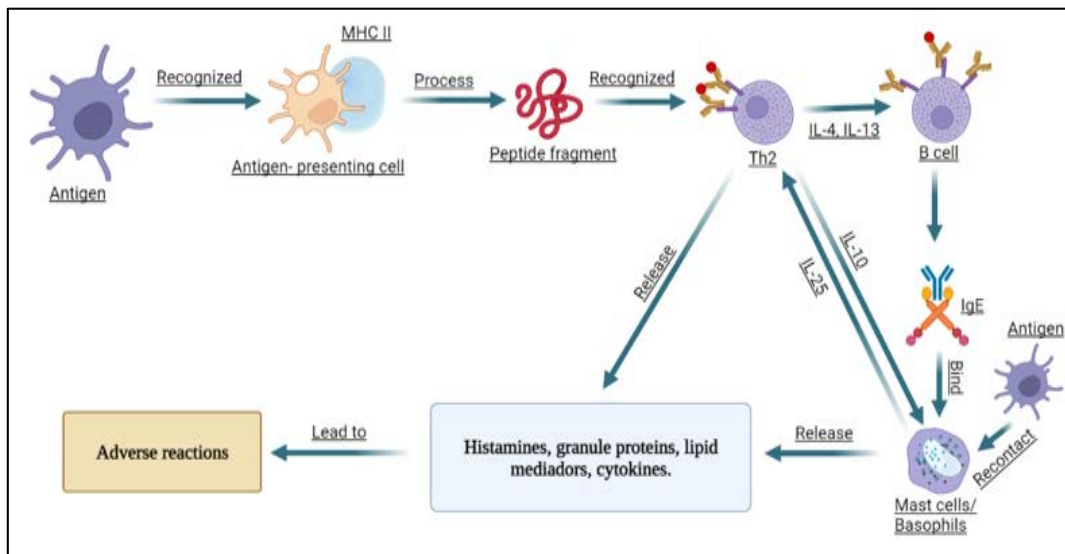 MHC II
Recognized
Process
Recognized
IL-4, IL-13
Antigen
Antigen- presenting cell
Peptide fragment
Th2
B cell
Release
IL-10
IL-25
IgE
Antigen
Bind
Recontact
Adverse reactions
Lead to
Histamines, granule proteins, lipid
mediadors, cytokines.
Release
Mast cells/
Basophils